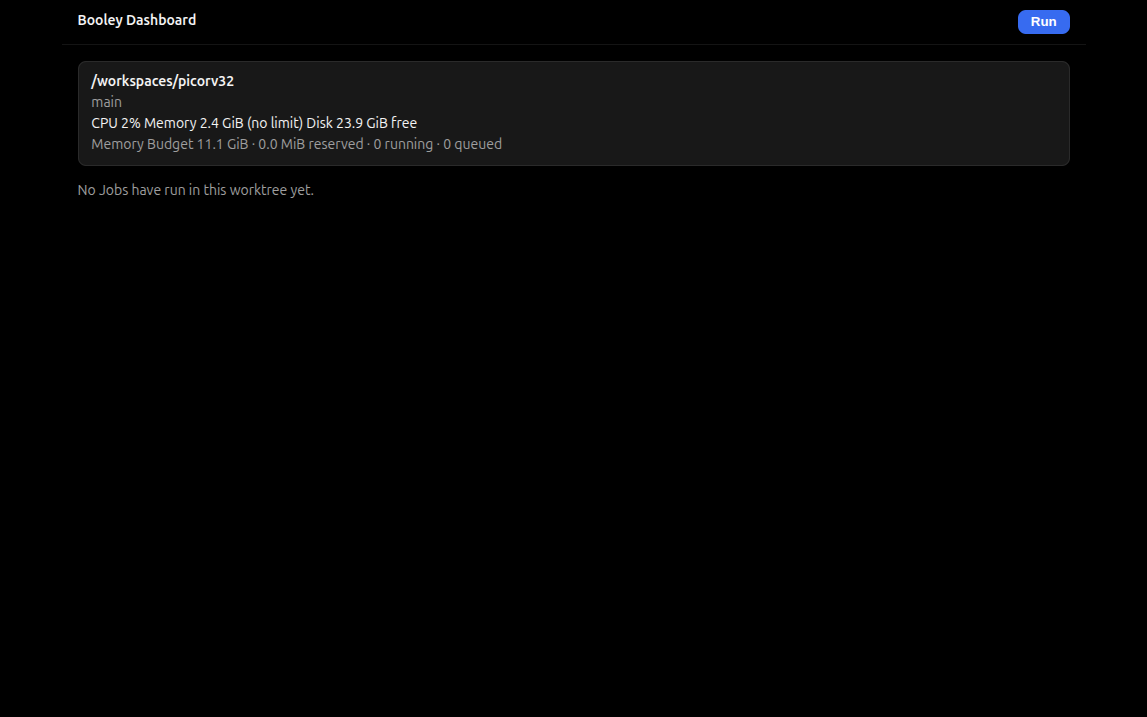 Booley Dashboard
Run
/workspaces/picorv32
main
CPU 2% Memory 2.4 GiB (no limit) Disk 23.9 GiB free
Memory Budget 11.1 GiB · 0.0 MiB reserved · 0 running · 0 queued
No Jobs have run in this worktree yet.